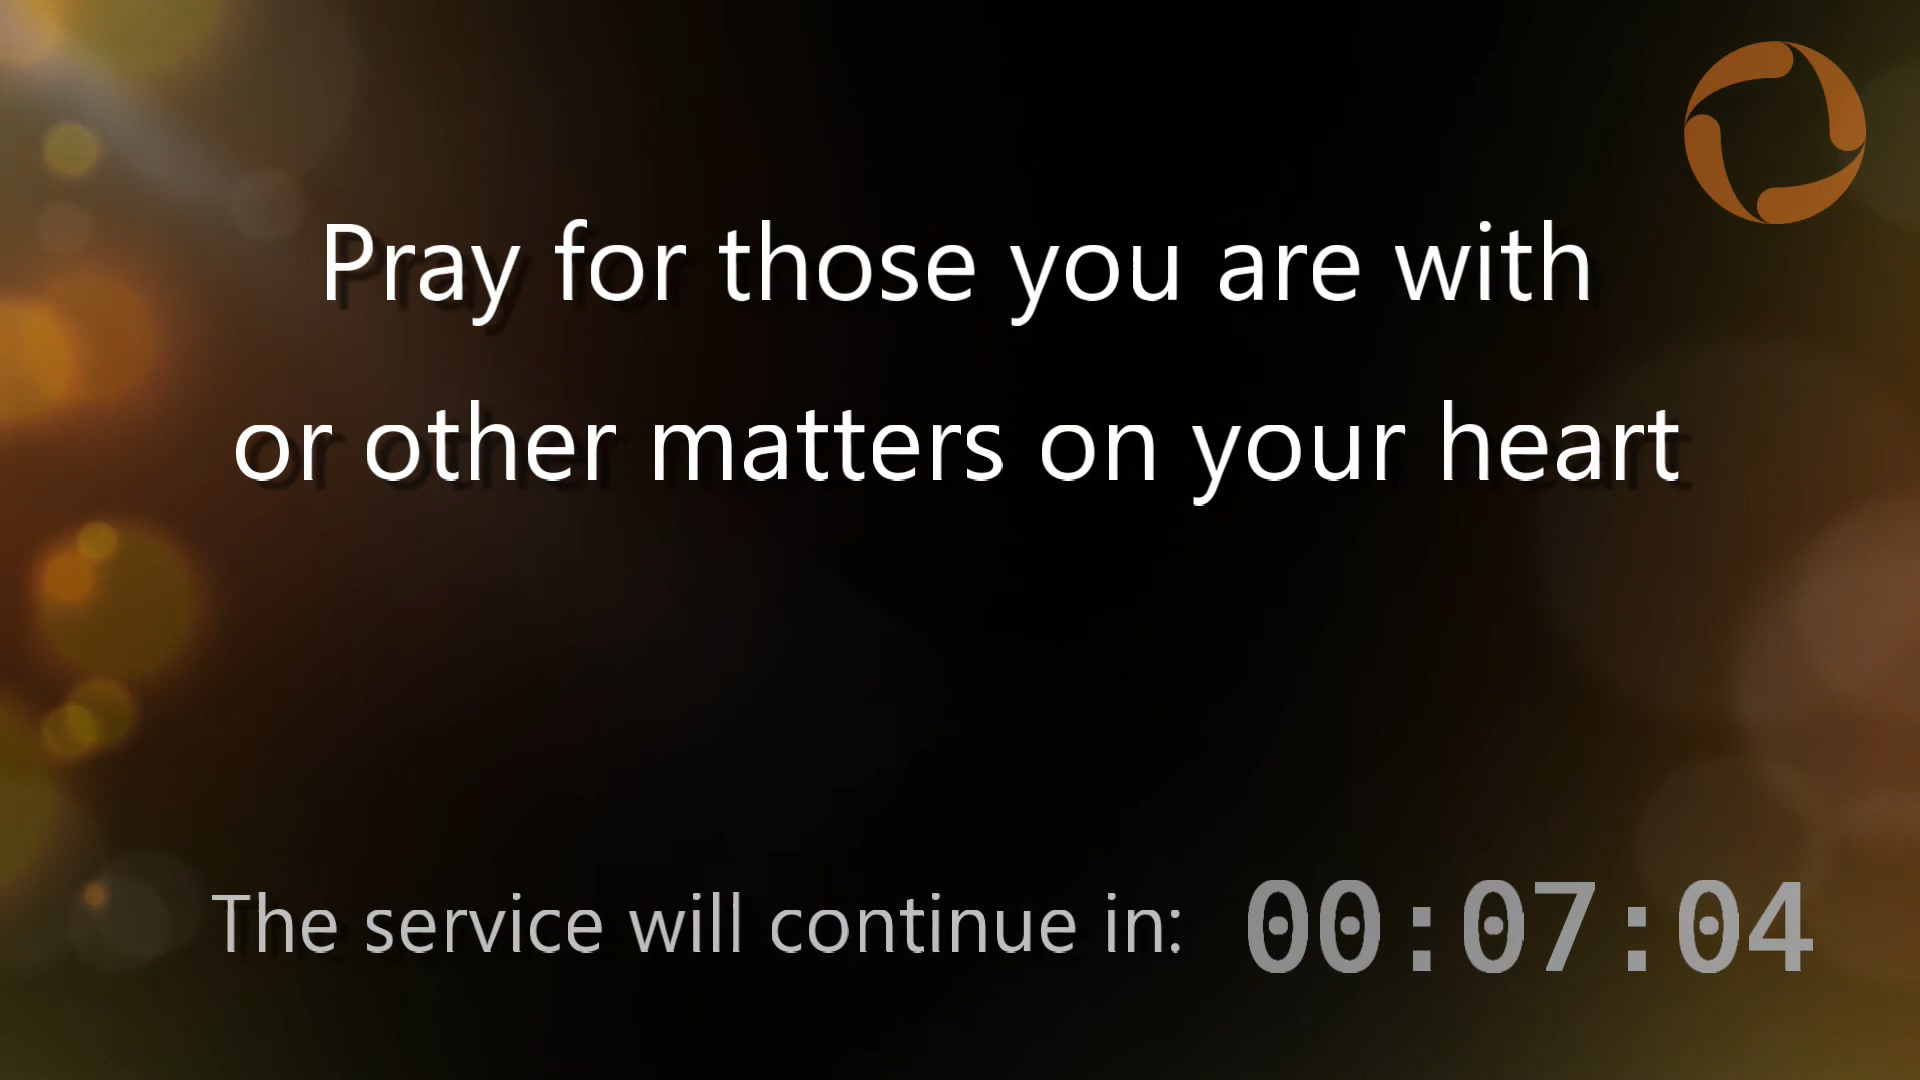 Pray for those you are with
or other matters on your heart
The service will continue in: 00:07:04